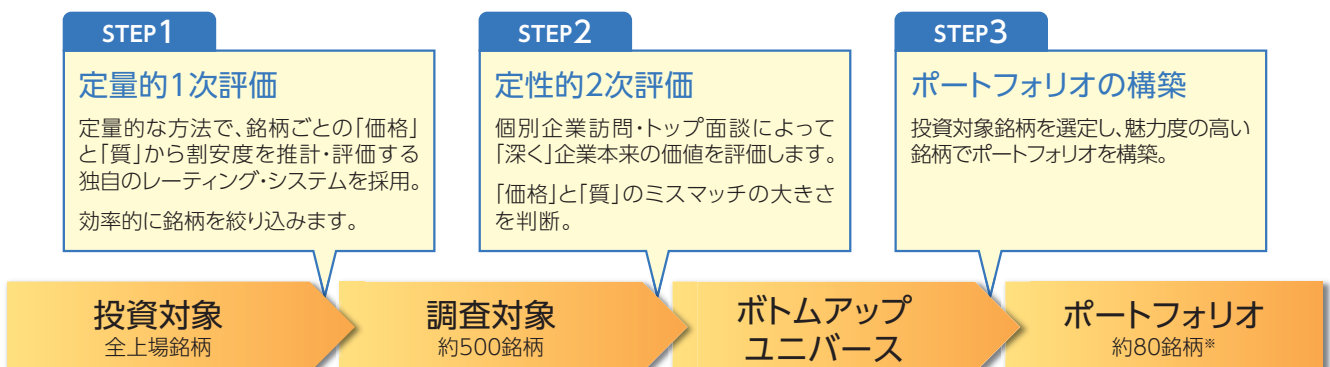 STEP1
定量的1次評価
定量的な方法で、銘柄ごとの「価格」
と「質」から割安度を推計・評価する
独自のレーティング・システムを採用。
効率的に銘柄を絞り込みます。
STEP2
定性的2次評価
個別企業訪問・トップ面談によって
「深く」企業本来の価値を評価します。
「価格」と「質」のミスマッチの大きさ
を判断。
STEP3
ポートフォリオの構築
投資対象銘柄を選定し、魅力度の高い
銘柄でポートフォリオを構築。
投資対象
全上場銘柄
調査対象
約500銘柄
ボトムアップ
ユニバース
ポートフォリオ
約80銘柄※